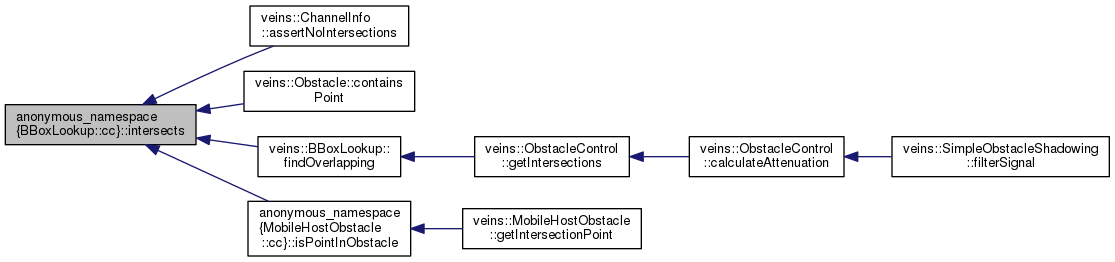 veins::ChannelInfo
::assertNoIntersections
veins::Obstacle::contains
Point
anonymous_namespace
{BBoxLookup::cc}::intersects
veins::BBoxLookup::
findOverlapping
veins::ObstacleControl
::getIntersections
veins::ObstacleControl
::calculateAttenuation
veins::SimpleObstacleShadowing
::filterSignal
anonymous_namespace
{MobileHostObstacle
::cc}::isPointInObstacle
veins::MobileHostObstacle
::getIntersectionPoint